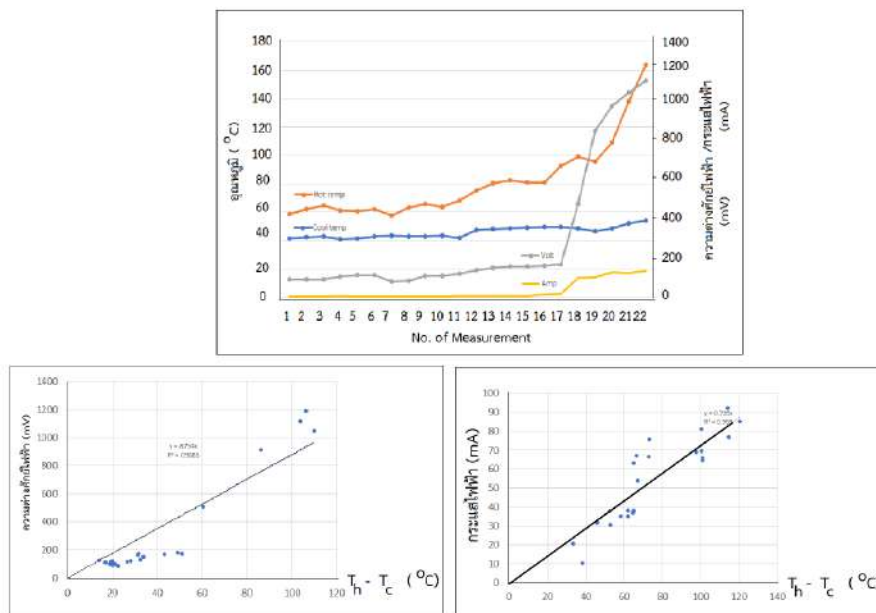 180
160
140
120
100
80
60
40
20
0
อุณหภูมิ ( °C)
Hot temp
Cool temp
Volt
Amp
1400
1200
1000
800
600
400
200
0
ความต่างศักย์ไฟฟ้า /กระแสไฟฟ้า
(mV) (mA)
1 2 3 4 5 6 7 8 9 10 11 12 13 14 15 16 17 18 19 20 21 22
No. of Measurement
1400
1200
1000
800
600
400
200
0
ความต่างศักย์ไฟฟ้า (mV)
0 20 40 60 80 100 120
T_h - T_c ( °C)
100
90
80
70
60
50
40
30
20
10
0
กระแสไฟฟ้า (mA)
0 20 40 60 80 100 120 140
T_h - T_c ( °C)